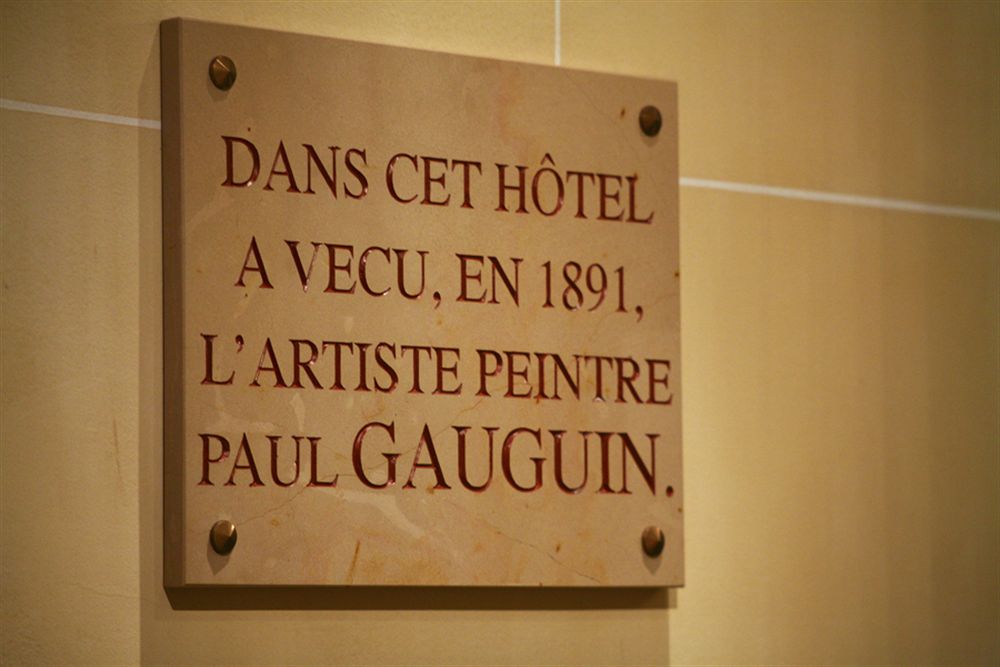 DANS CET HÔTEL
A VECU, EN 1891,
L'ARTISTE PEINTRE
PAUL GAUGUIN.